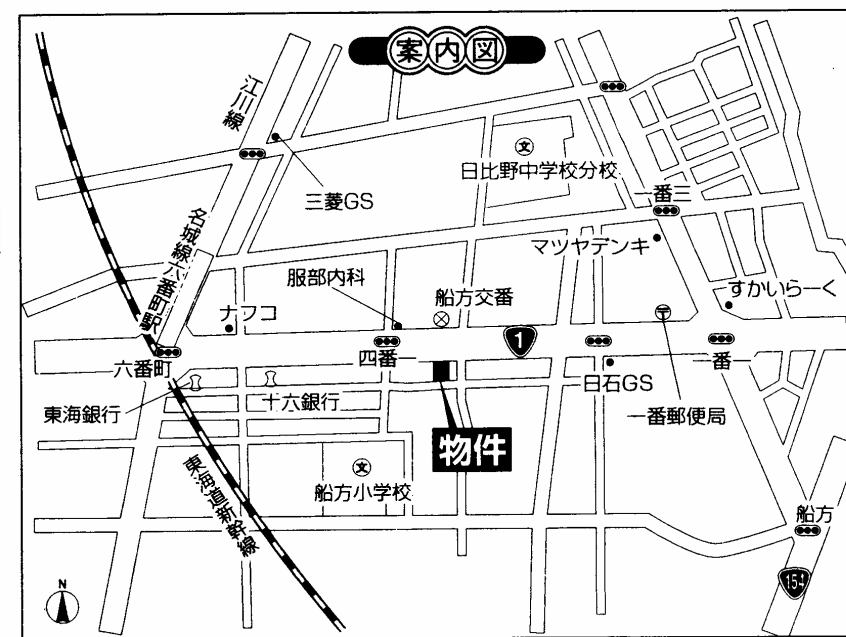 案内図
江川線
三菱GS
日比野中学校分校
文
一番三
マツヤデンキ
名城線六番町駅
服部内科
船方交番
〒
すかいらーく
ナフコ
1
六番町
四番一
一番一
日石GS
東海銀行
十六銀行
一番郵便局
物件
文
船方小学校
東海道新幹線
船方
154
N